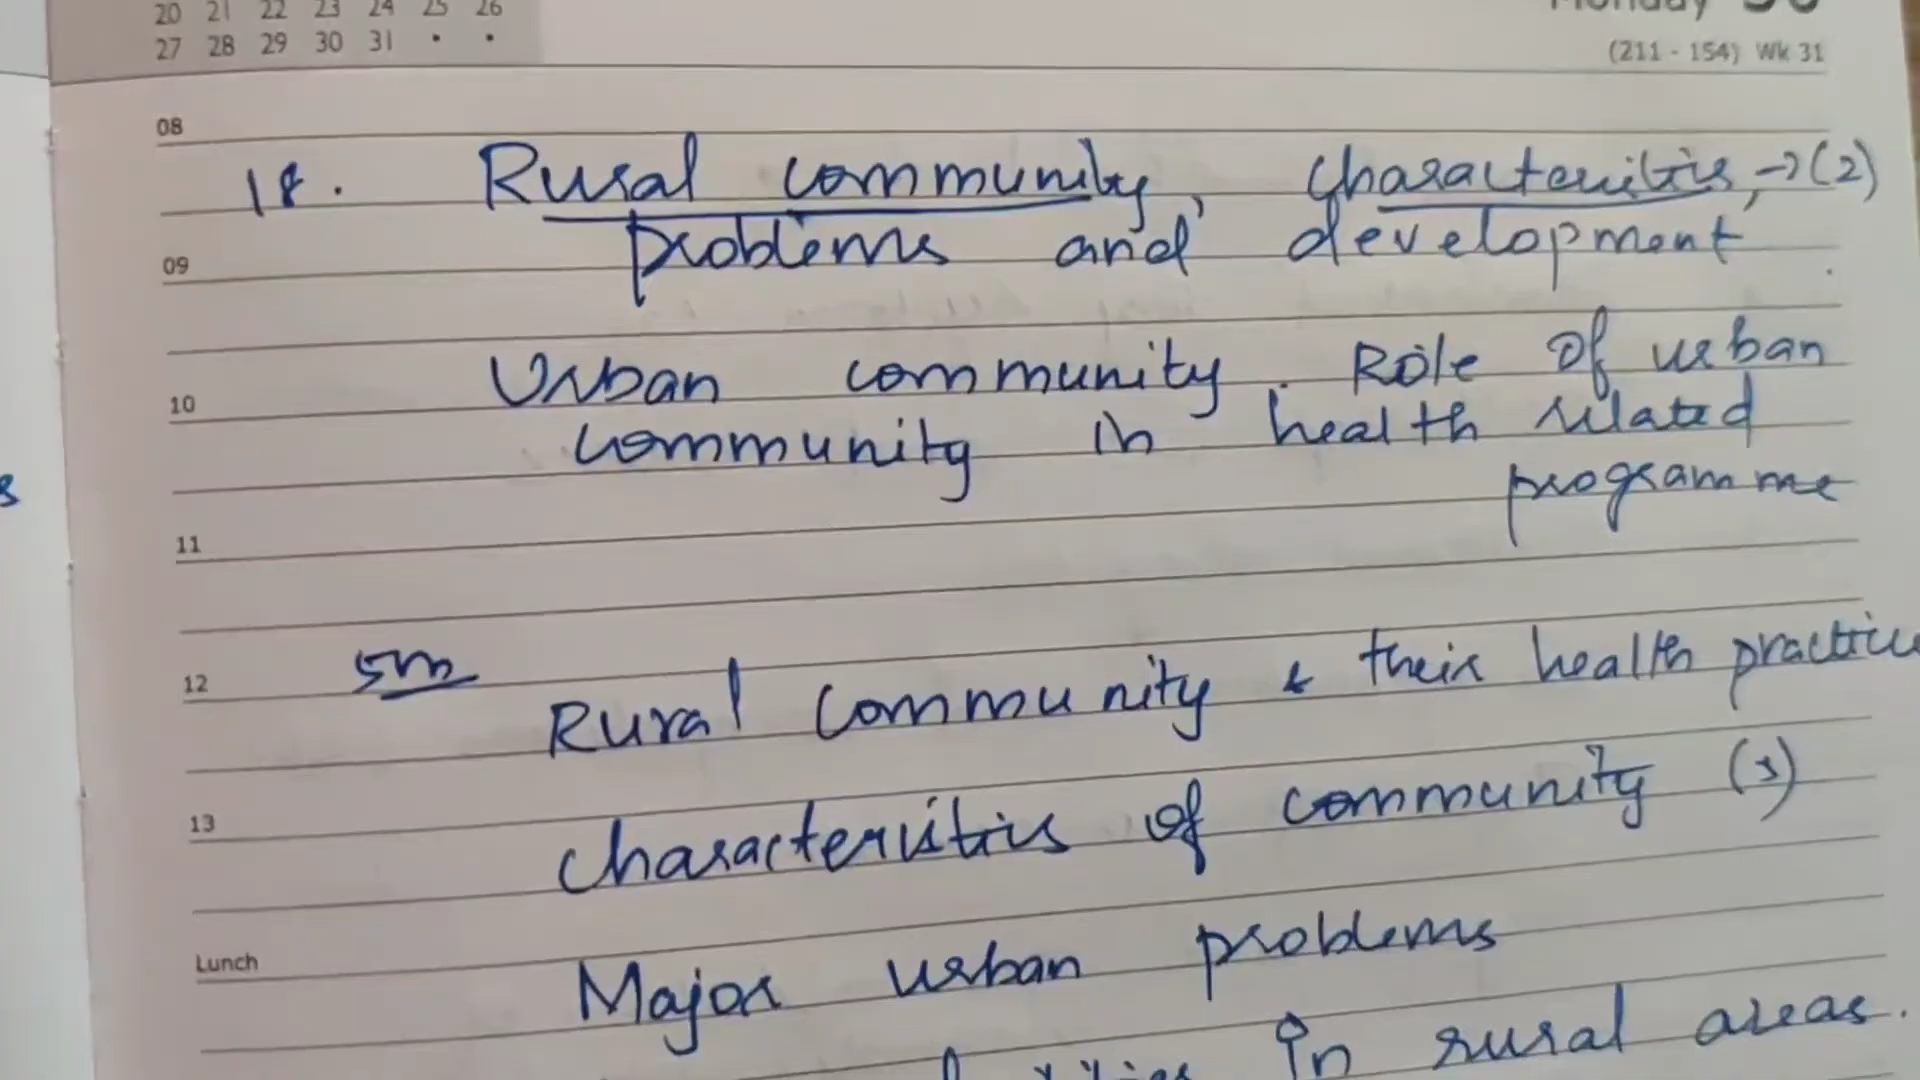 20 21 22 23 24 25 26
27 28 29 30 31 • •
Monday 30
(211 - 154) Wk 31
08
18. Rural community, characteristics, → (2)
problems and development
09
Urban community. Role of urban
10
community in health related
programme
11
12
5m
Rural community & their health practice
13
characteristics of community (3)
Lunch
Major urban problems
in rural areas.